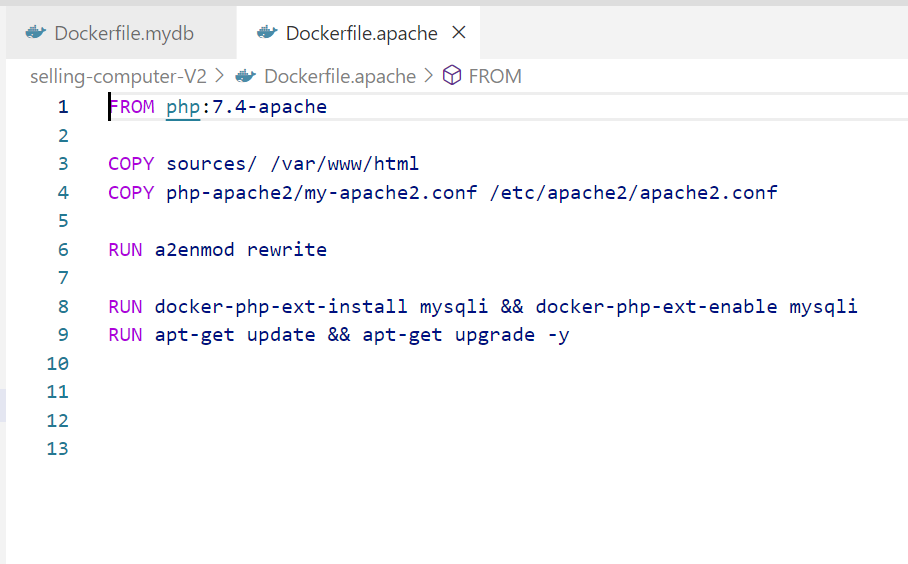 Dockerfile.mydb Dockerfile.apache
selling-computer-V2 > Dockerfile.apache > FROM
1 FROM php:7.4-apache
2
3 COPY sources/ /var/www/html
4 COPY php-apache2/my-apache2.conf /etc/apache2/apache2.conf
5
6 RUN a2enmod rewrite
7
8 RUN docker-php-ext-install mysqli && docker-php-ext-enable mysqli
9 RUN apt-get update && apt-get upgrade -y
10
11
12
13